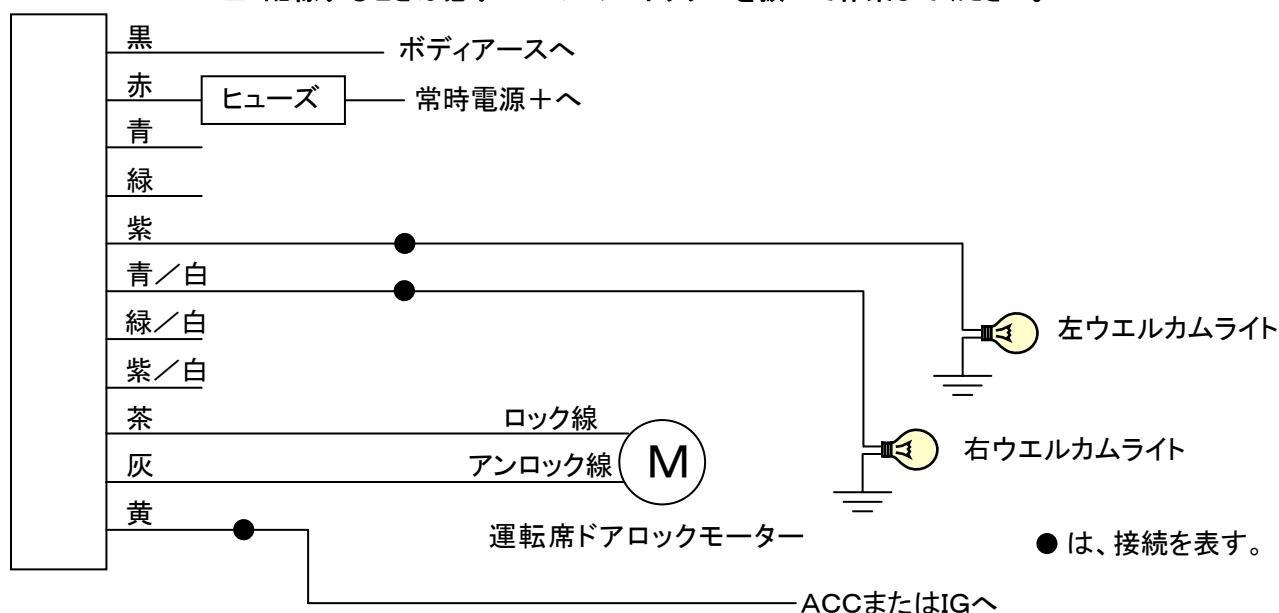 黒
ボディアースへ
赤
ヒューズ
常時電源＋へ
青
緑
紫
青／白
緑／白
左ウエルカムライト
紫／白
茶
ロック線
灰
アンロック線
M
右ウエルカムライト
黄
運転席ドアロックモーター
● は、接続を表す。
ACCまたはIGへ